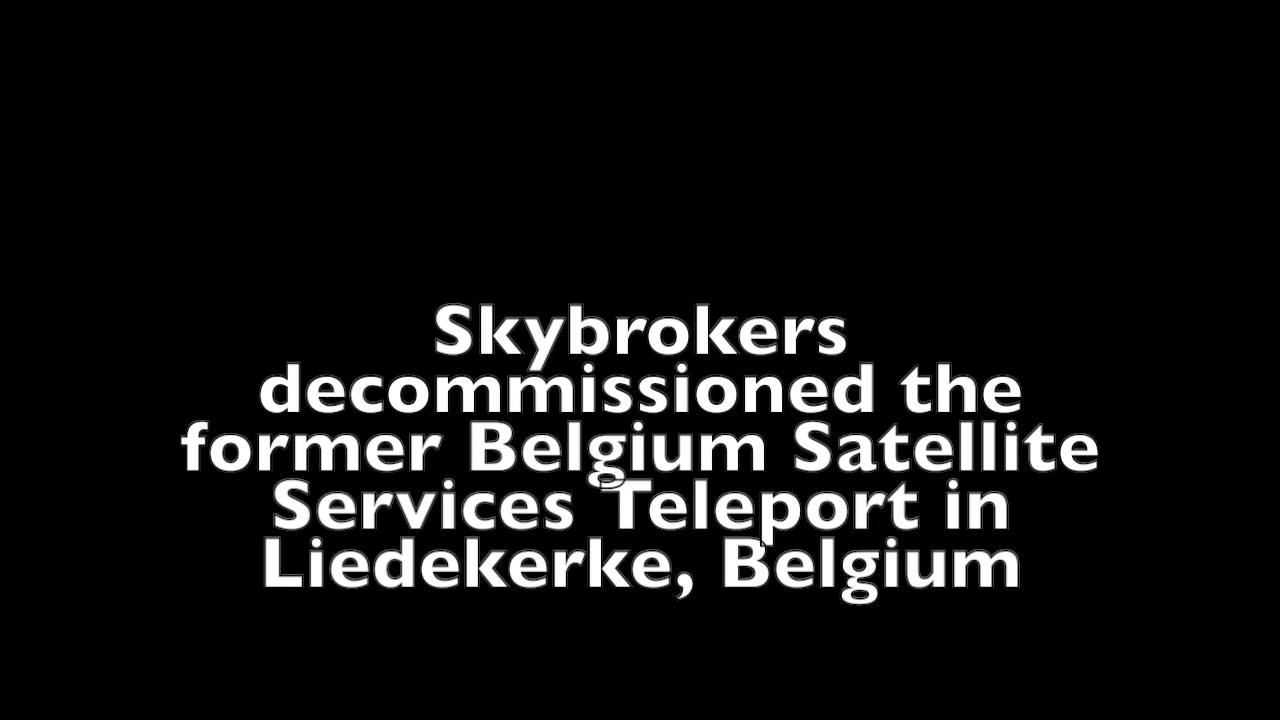 Skybrokers
decommissioned the
former Belgium Satellite
Services Teleport in
Liedekerke, Belgium